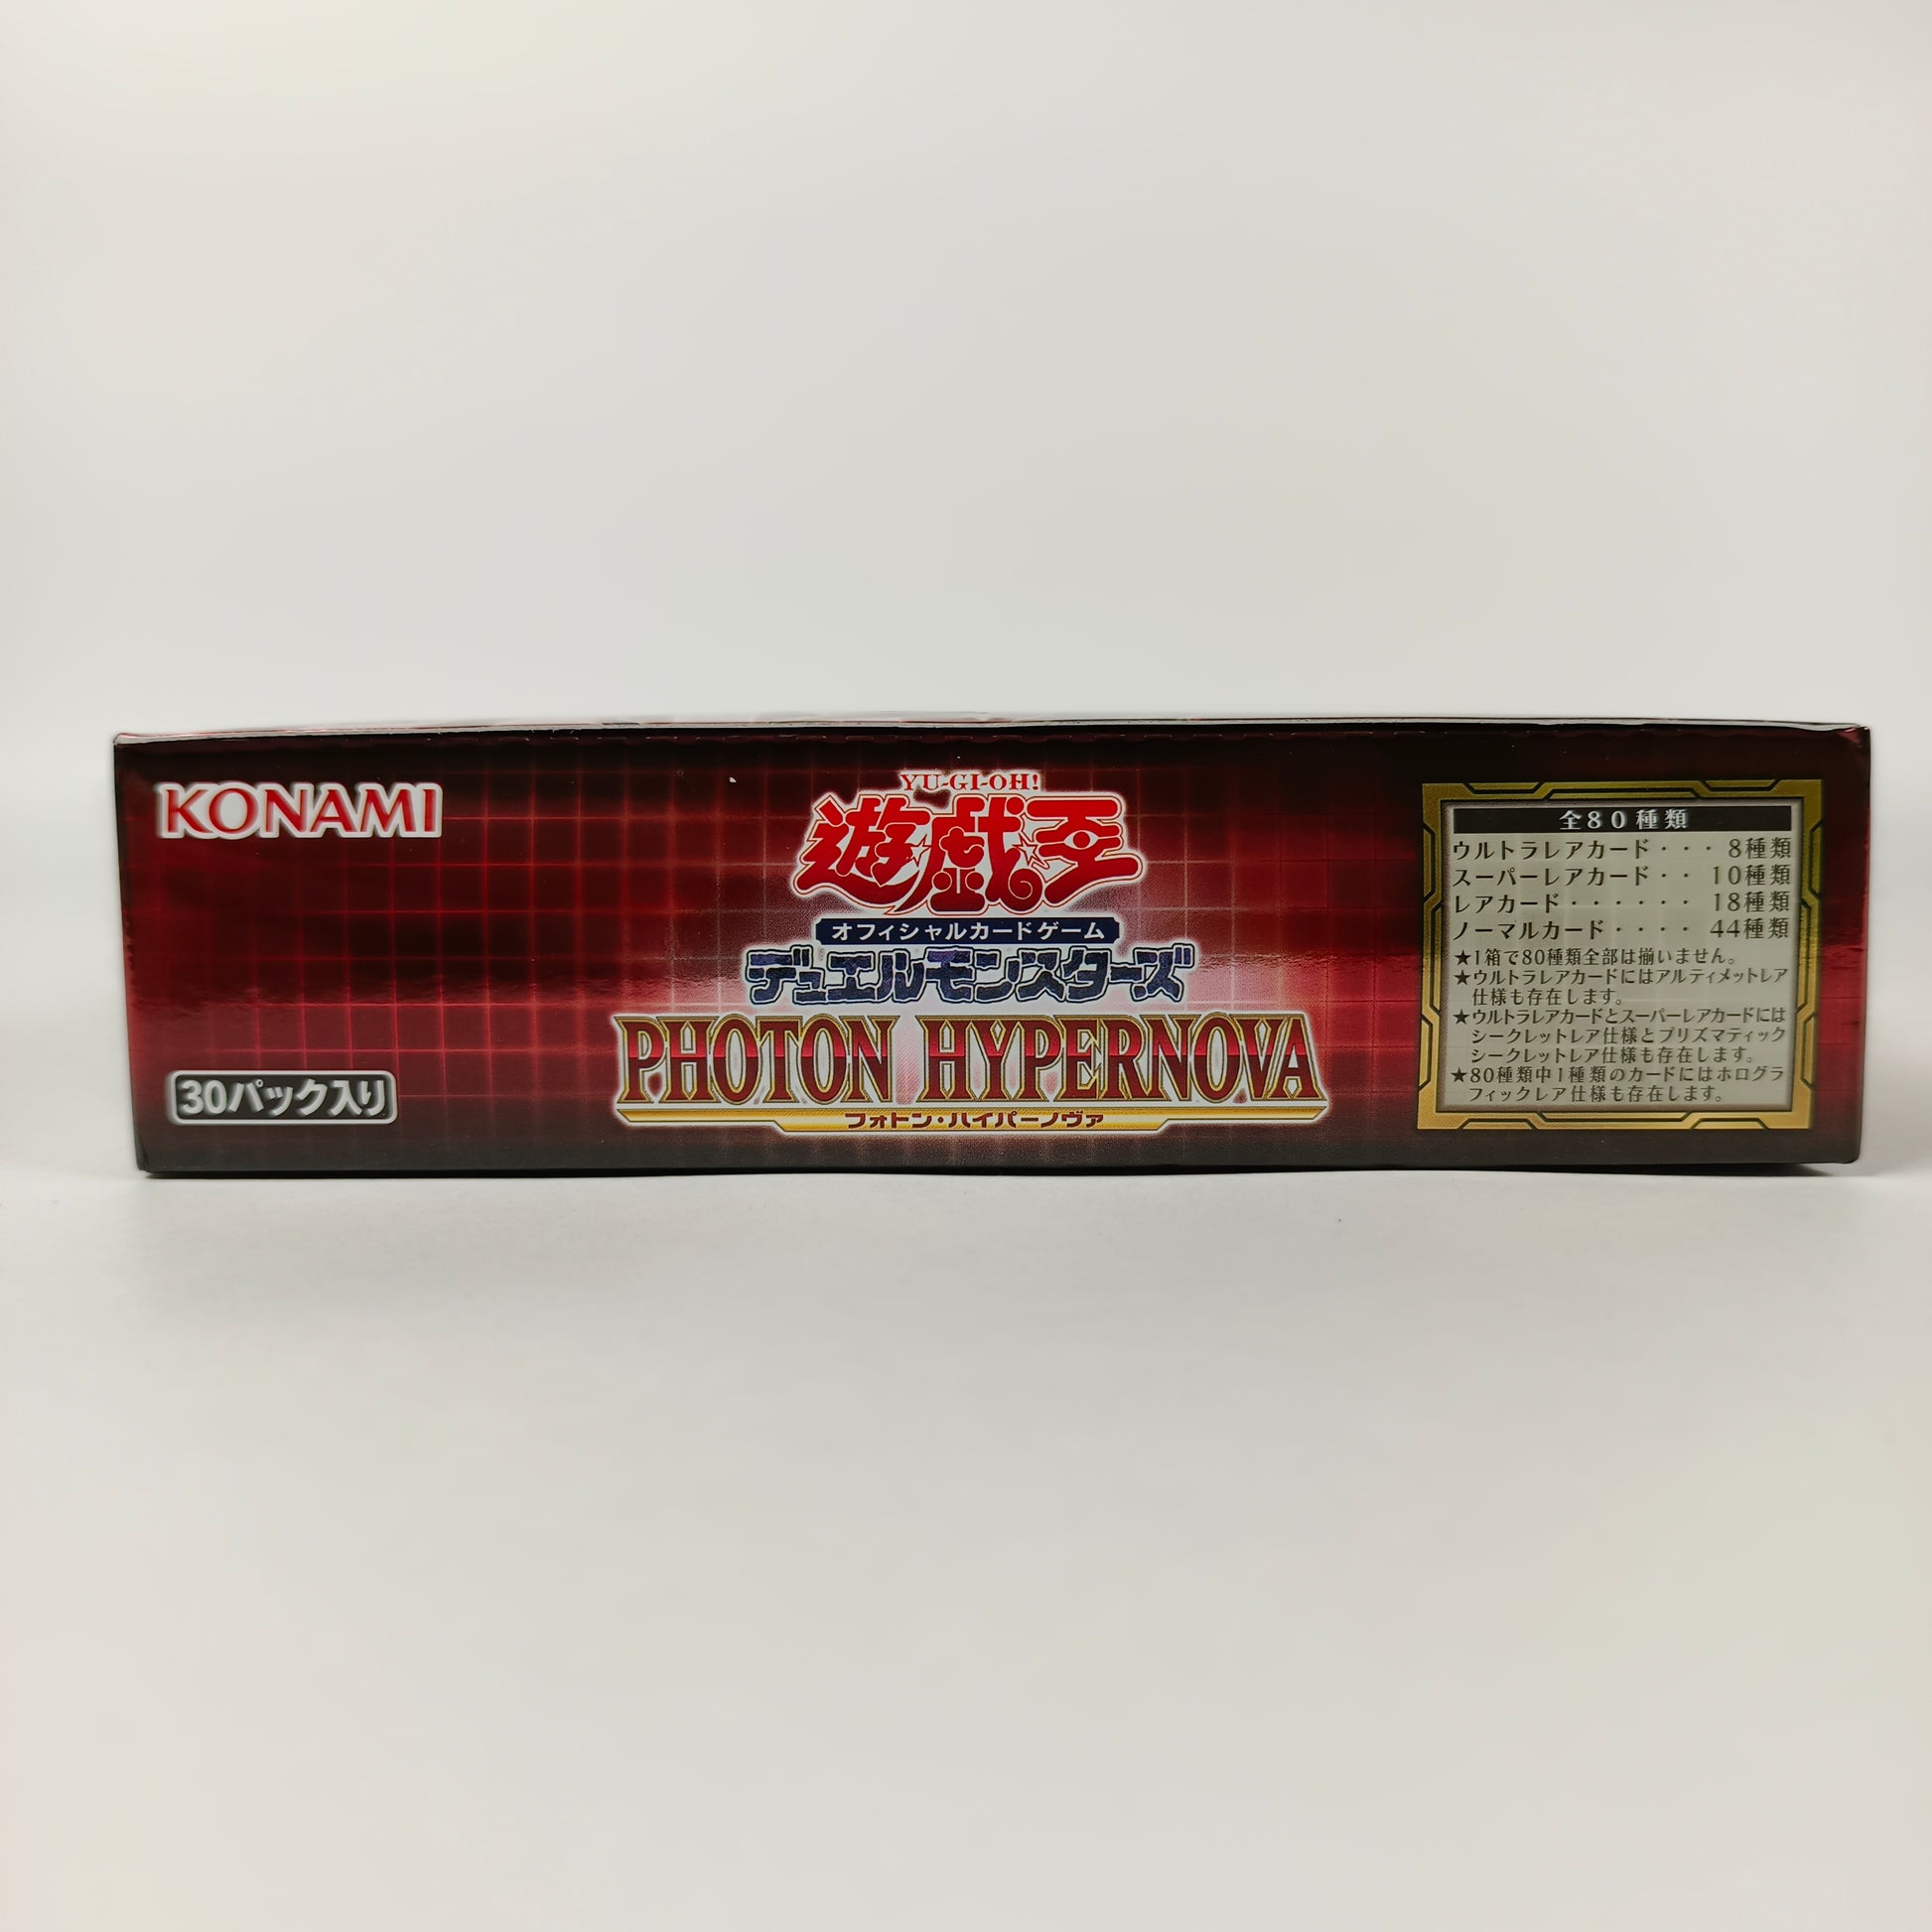 KONAMI
30パック入り
YU-GI-OH!
遊戯王
オフィシャルカードゲーム
デュエルモンスターズ
PHOTON HYPERNOVA
フォトン・ハイパーノヴァ
全80種類
ウルトラレアカード・・・8種類
スーパーレアカード・・10種類
レアカード・・・・・・18種類
ノーマルカード・・・・44種類
★1箱で80種類全部は揃いません。
★ウルトラレアカードにはアルティメットレア
仕様も存在します。
★ウルトラレアカードとスーパーレアカードには
シークレットレア仕様とプリズマティック
シークレットレア仕様も存在します。
★80種類中1種類のカードにはホログラ
フィックレア仕様も存在します。